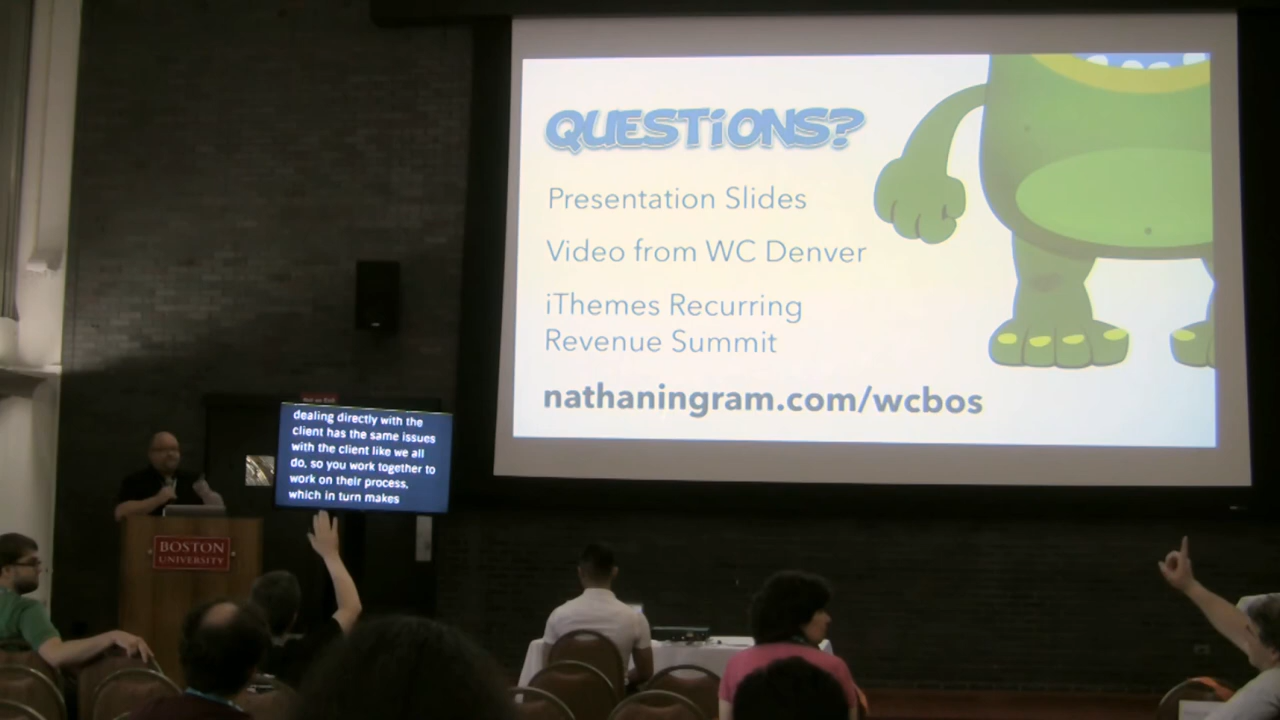 QUESTiONS?
Presentation Slides
Video from WC Denver
iThemes Recurring
Revenue Summit
nathaningram.com/wcbos
dealing directly with the
client has the same issues
with the client like we all
do, so you work together to
work on their process,
which in turn makes
BOSTON
UNIVERSITY